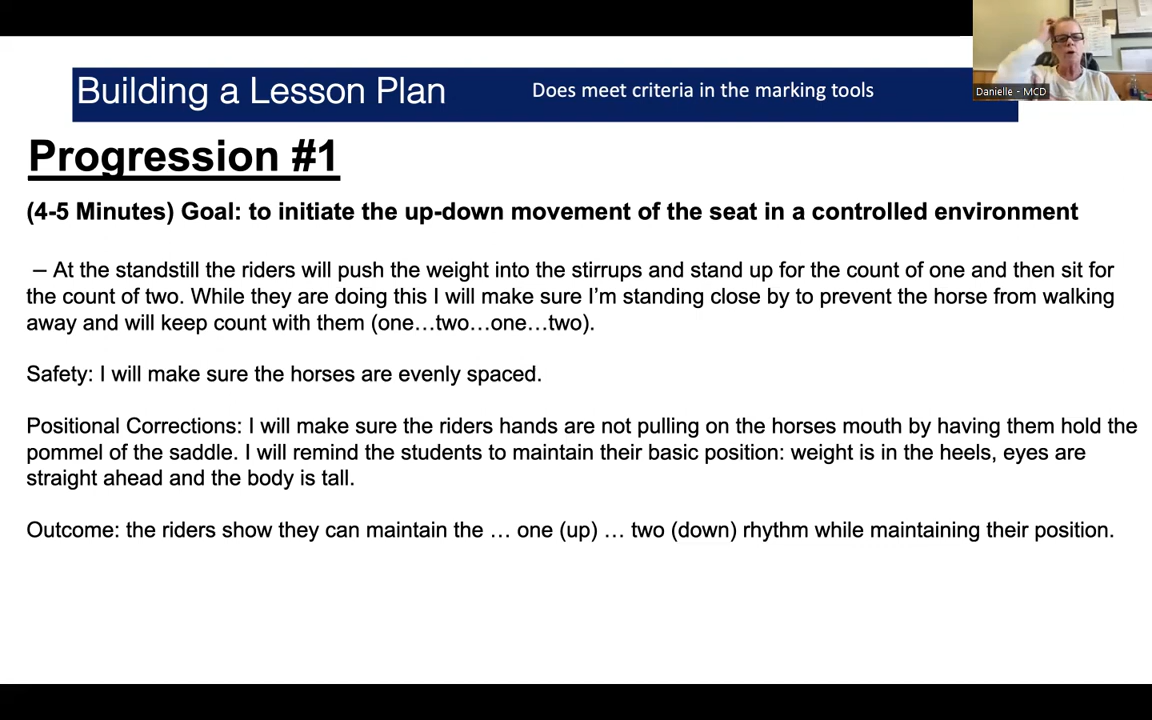 Building a Lesson Plan
Does meet criteria in the marking tools
Danielle - MCD
Progression #1
(4-5 Minutes) Goal: to initiate the up-down movement of the seat in a controlled environment
– At the standstill the riders will push the weight into the stirrups and stand up for the count of one and then sit for
the count of two. While they are doing this I will make sure I’m standing close by to prevent the horse from walking
away and will keep count with them (one…two…one…two).
Safety: I will make sure the horses are evenly spaced.
Positional Corrections: I will make sure the riders hands are not pulling on the horses mouth by having them hold the
pommel of the saddle. I will remind the students to maintain their basic position: weight is in the heels, eyes are
straight ahead and the body is tall.
Outcome: the riders show they can maintain the … one (up) … two (down) rhythm while maintaining their position.